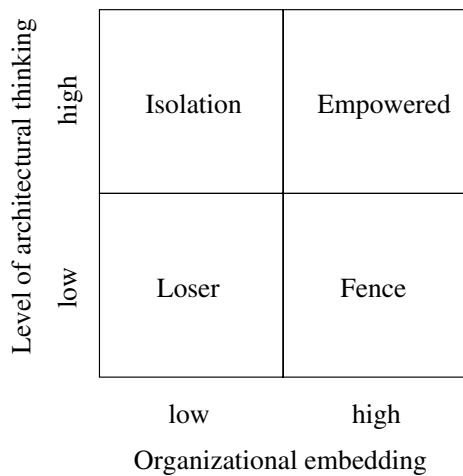 Level of architectural thinking
high
Isolation
Empowered
low
Loser
Fence
low
high
Organizational embedding